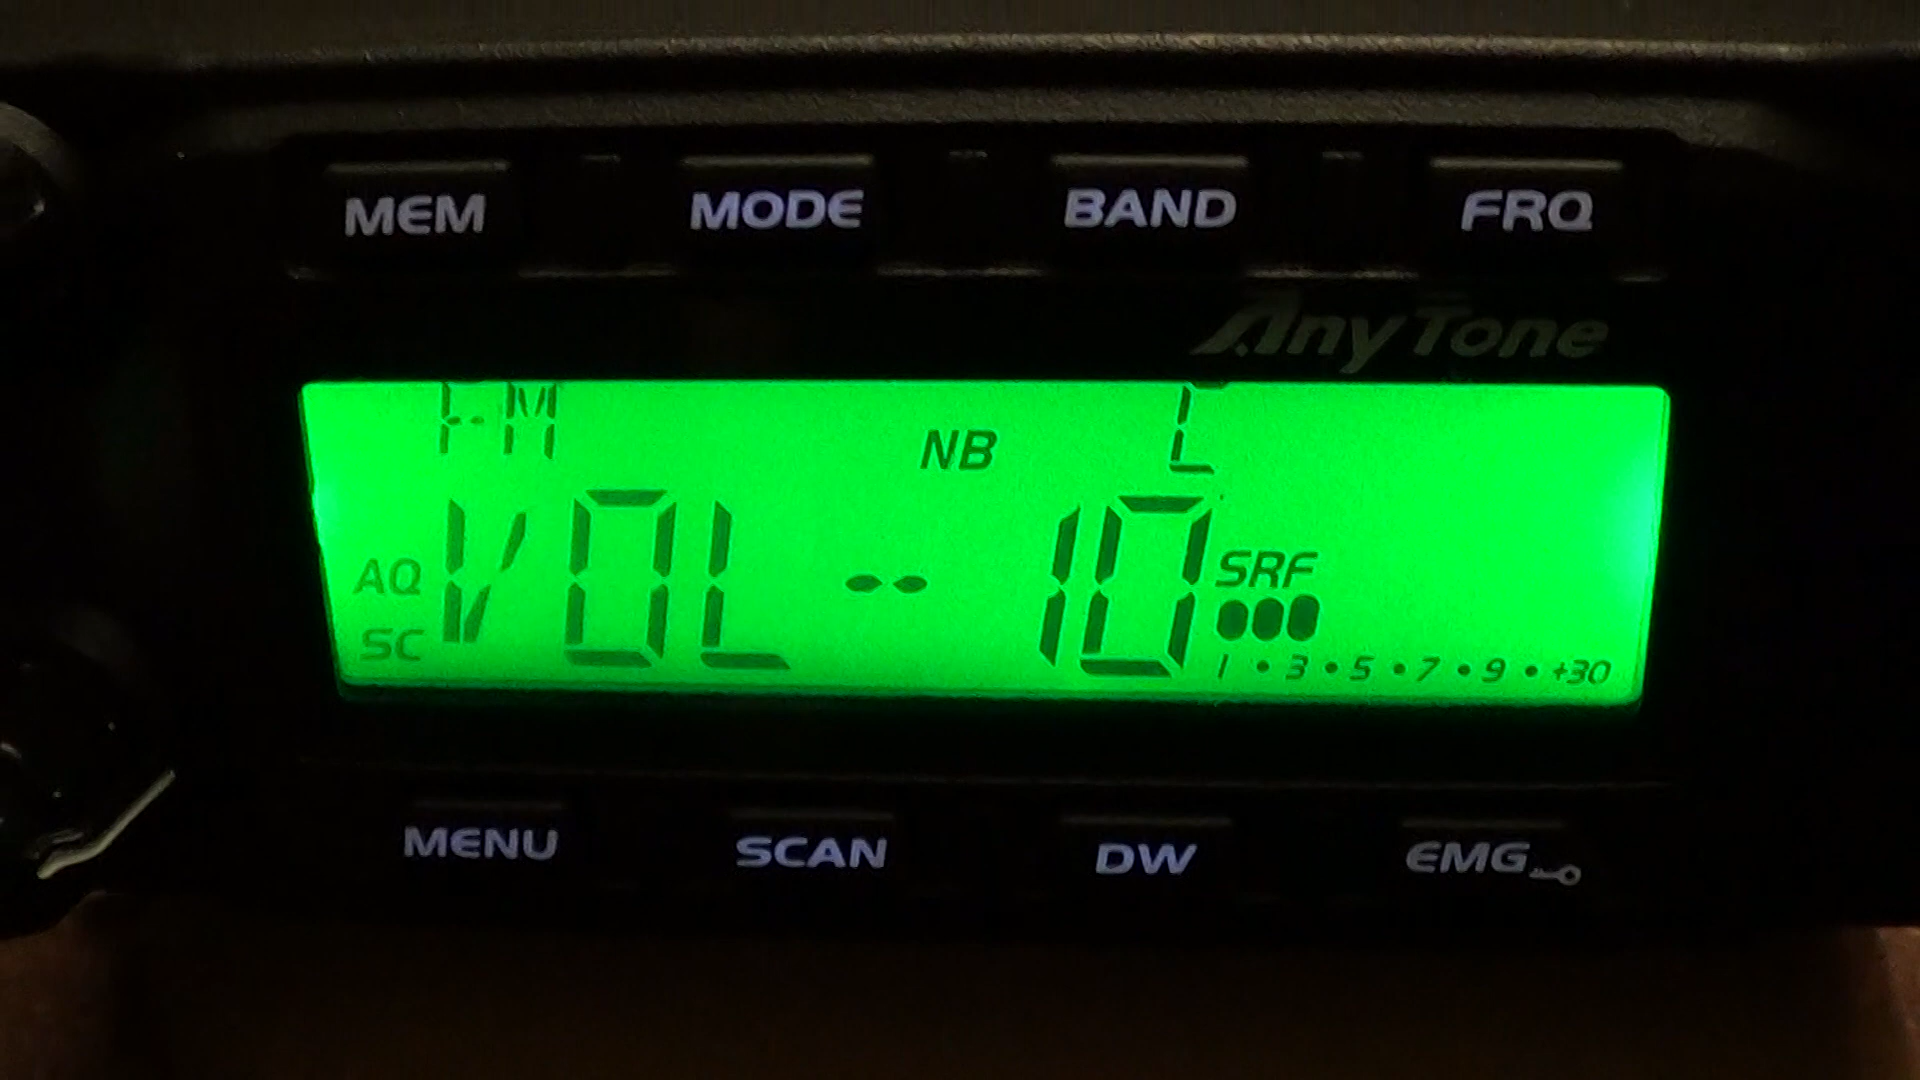 MEM MODE BAND FRQ
AnyTone
FM NB C
AQ VOL -- 10 SRF
SC 1 • 3 • 5 • 7 • 9 • +30
MENU SCAN DW EMG